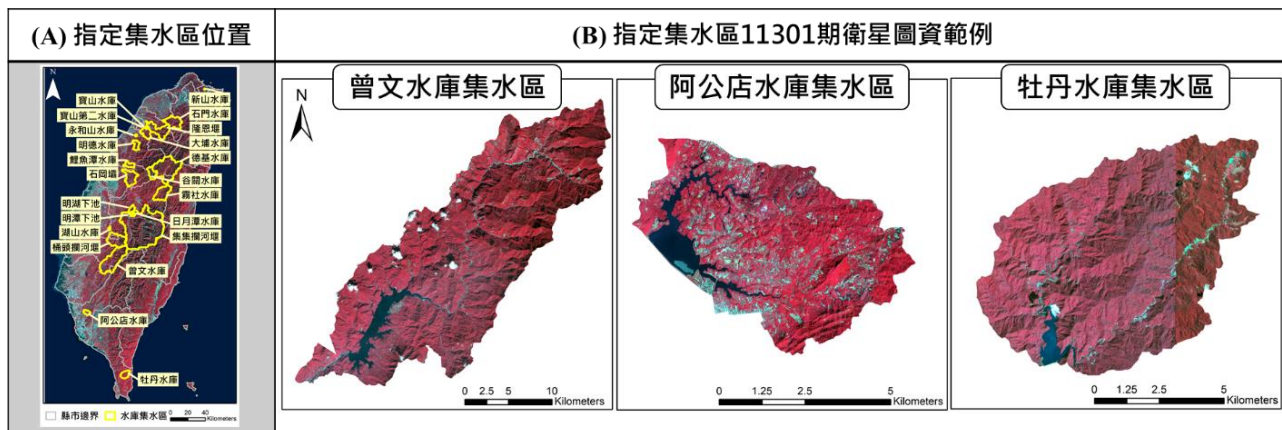 (A) 指定集水區位置
(B) 指定集水區11301期衛星圖資範例
N
寶山水庫
新山水庫
寶山第二水庫
石門水庫
永和山水庫
隆恩堰
明德水庫
大埔水庫
鯉魚潭水庫
德基水庫
石岡壩
谷關水庫
霧社水庫
明湖下池
明潭下池
日月潭水庫
湖山水庫
集集攔河堰
桶頭攔河堰
曾文水庫
阿公店水庫
牡丹水庫
縣市邊界
水庫集水區
0 20 40
Kilometers
曾文水庫集水區
N
0 2.5 5 10
Kilometers
阿公店水庫集水區
0 1.25 2.5 5
Kilometers
牡丹水庫集水區
0 1.25 2.5 5
Kilometers